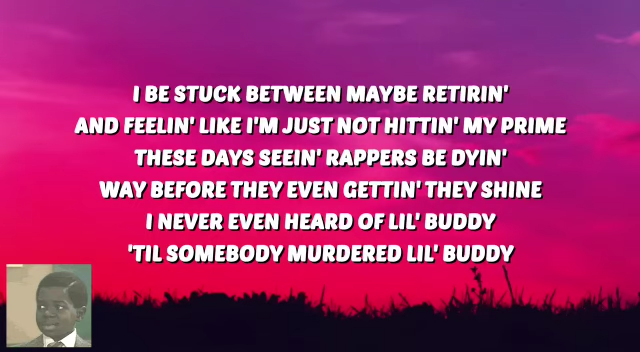 I BE STUCK BETWEEN MAYBE RETIRIN'
AND FEELIN' LIKE I'M JUST NOT HITTIN' MY PRIME
THESE DAYS SEEIN' RAPPERS BE DYIN'
WAY BEFORE THEY EVEN GETTIN' THEY SHINE
I NEVER EVEN HEARD OF LIL' BUDDY
'TIL SOMEBODY MURDERED LIL' BUDDY